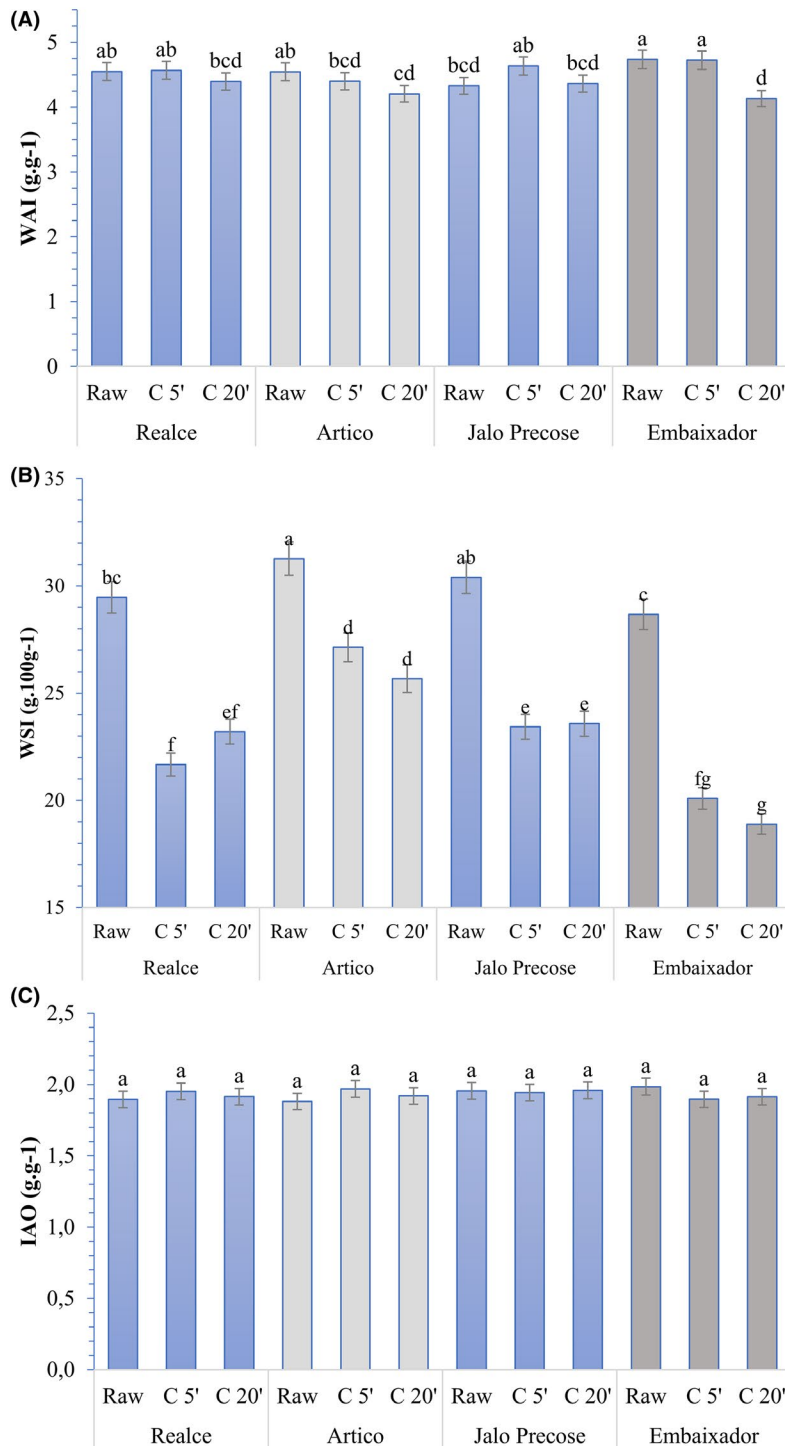 (A)
WAI (g.g-1)
5
4
3
2
1
0
ab ab bcd ab bcd cd bcd ab bcd a a d
Raw C 5' C 20' Raw C 5' C 20' Raw C 5' C 20' Raw C 5' C 20'
Realce Artico Jalo Precose Embaixador
(B)
WSI (g.100g-1)
35
30
25
20
15
bc f ef a d d ab e e c fg g
Raw C 5' C 20' Raw C 5' C 20' Raw C 5' C 20' Raw C 5' C 20'
Realce Artico Jalo Precose Embaixador
(C)
IAO (g.g-1)
2,5
2,0
1,5
1,0
0,5
0,0
a a a a a a a a a a a a
Raw C 5' C 20' Raw C 5' C 20' Raw C 5' C 20' Raw C 5' C 20'
Realce Artico Jalo Precose Embaixador